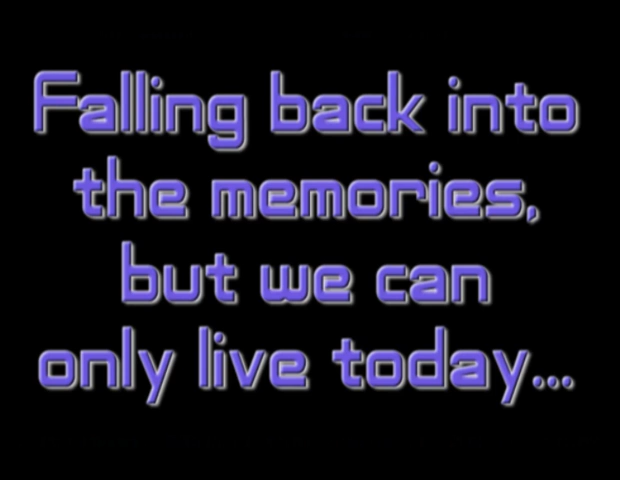 Falling back into
the memories,
but we can
only live today...